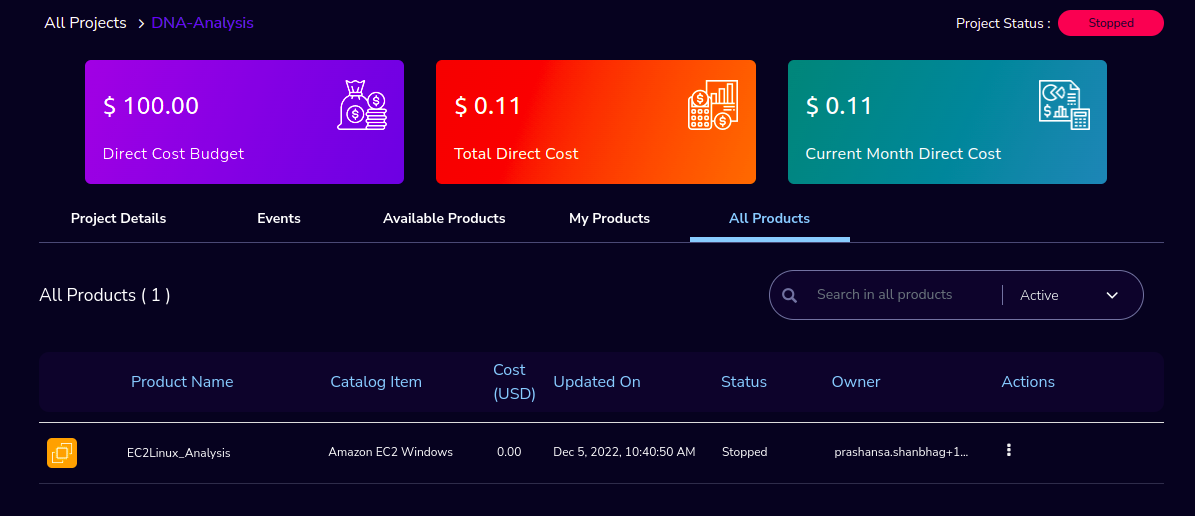 All Projects > DNA-Analysis
Project Status : Stopped
$ 100.00
Direct Cost Budget
$ 0.11
Total Direct Cost
$ 0.11
Current Month Direct Cost
Project Details Events Available Products My Products All Products
All Products ( 1 )
Search in all products Active
Product Name Catalog Item Cost (USD) Updated On Status Owner Actions
EC2Linux_Analysis Amazon EC2 Windows 0.00 Dec 5, 2022, 10:40:50 AM Stopped prashansa.shanbhag+1...